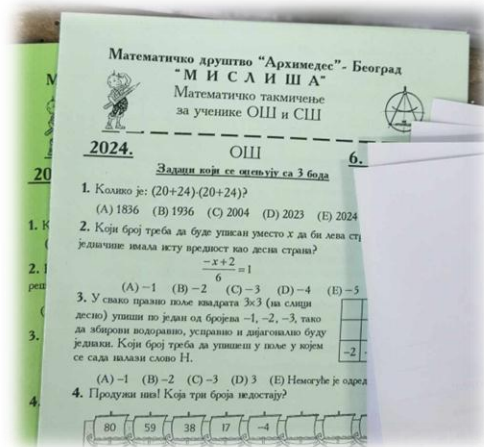 Математичко друштво "Архимедес"- Београд
"МИСЛИША"
Математичко такмичење
за ученике ОШ и СШ
2024. ОШ 6.
Задаци који се оцењују са 3 бода
1. Колико је: (20+24)·(20+24)?
(A) 1836 (B) 1936 (C) 2004 (D) 2023 (E) 2024
2. Који број треба да буде уписан уместо x да би лева
једначине имала исту вредност као десна страна?
−x+2
6 =1
(A) −1 (B) −2 (C) −3 (D) −4 (E) −5
3. У свако празно поље квадрата 3×3 (на слици
десно) упиши по један од бројева −1, −2, −3, тако
да збирови водоравно, усправно и дијагонално буду
једнаки. Који број треба да упишеш у поље у којем
се сада налази слово Н.
−2
(A) −1 (B) −2 (C) −3 (D) 3 (E) Немогуће је
4. Продужи низ! Која три броја недостају?
80 59 38 17 −4